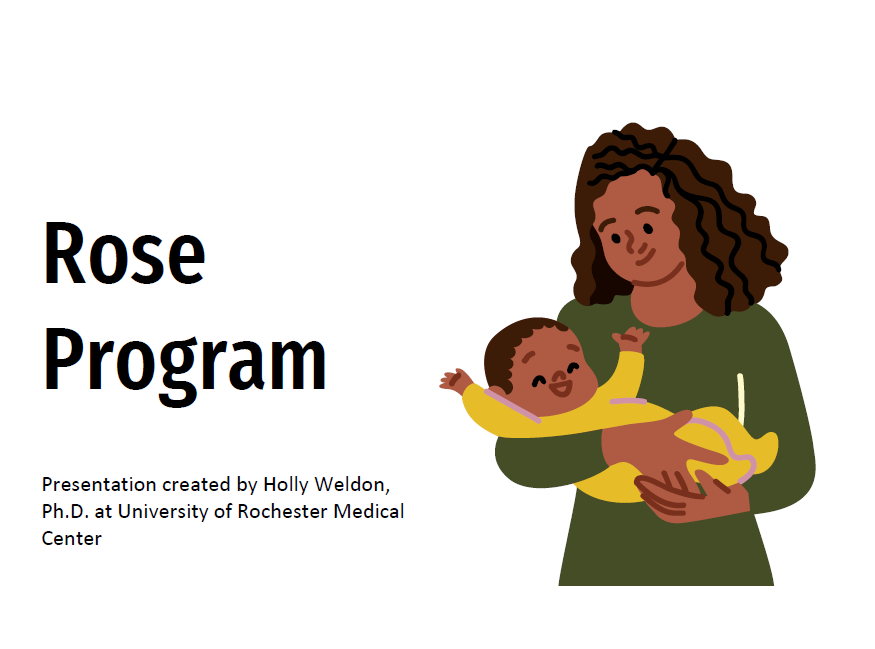 Rose
Program
Presentation created by Holly Weldon,
Ph.D. at University of Rochester Medical
Center